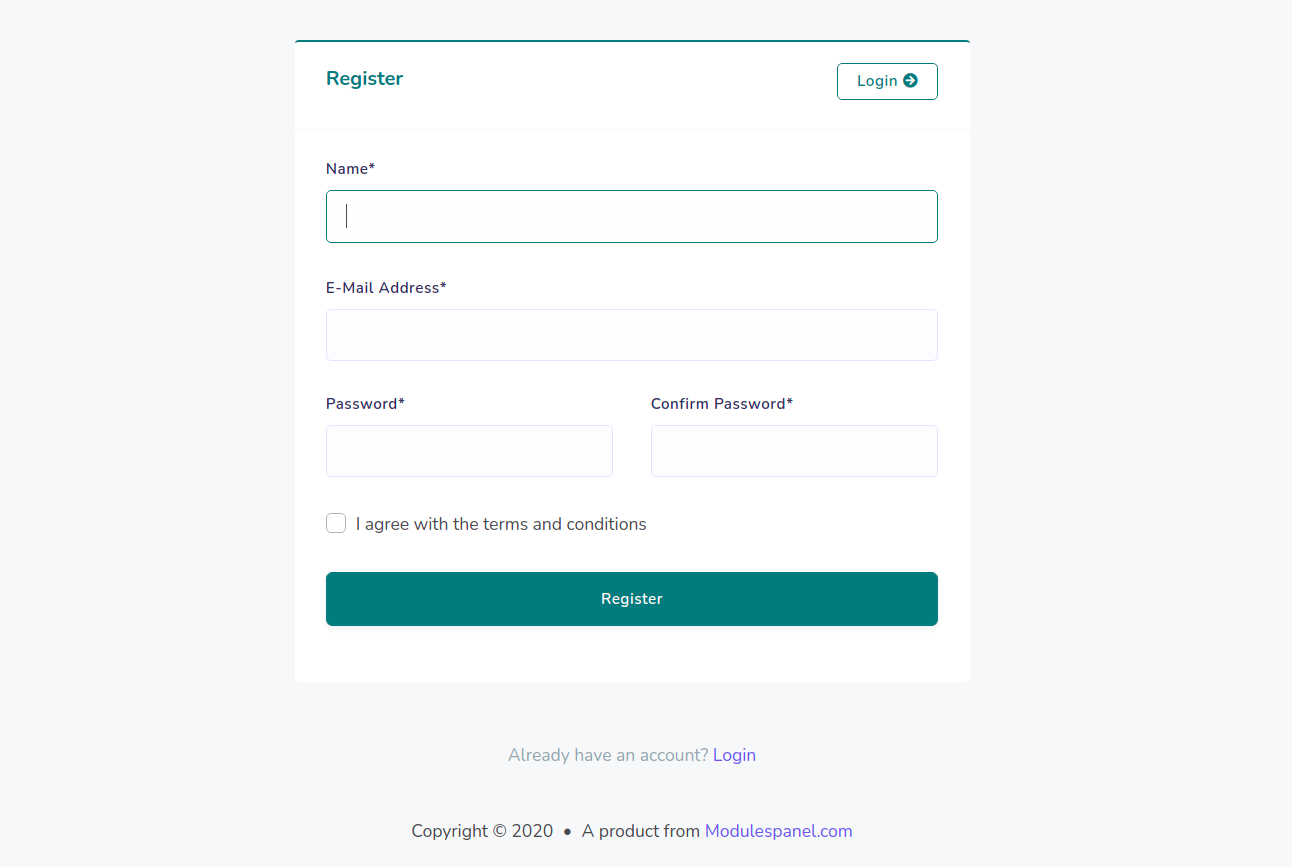 Register
Login
Name*
E-Mail Address*
Password* Confirm Password*
I agree with the terms and conditions
Register
Already have an account? Login
Copyright © 2020 • A product from Modulespanel.com